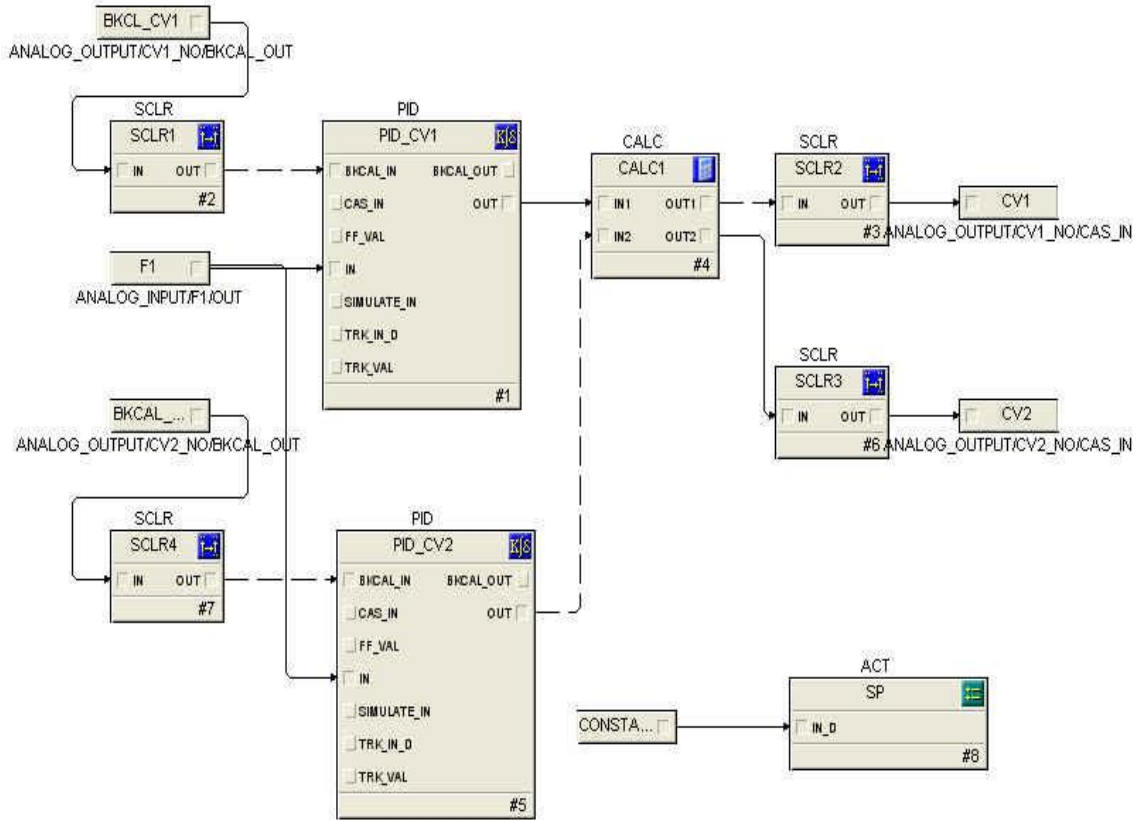 BKCL_CV1
ANALOG_OUTPUT/CV1_NO/BKCAL_OUT
SCLR
SCLR1
IN OUT
#2
F1
ANALOG_INPUT/F1/OUT
BKCAL_...
ANALOG_OUTPUT/CV2_NO/BKCAL_OUT
SCLR
SCLR4
IN OUT
#7
PID
PID_CV1
BKCAL_IN BKCAL_OUT
CAS_IN OUT
FF_VAL
IN
SIMULATE_IN
TRK_IN_D
TRK_VAL
#1
PID
PID_CV2
BKCAL_IN BKCAL_OUT
CAS_IN OUT
FF_VAL
IN
SIMULATE_IN
TRK_IN_D
TRK_VAL
#5
CALC
CALC1
IN1 OUT1
IN2 OUT2
#4
SCLR
SCLR2
IN OUT
#3
CV1
ANALOG_OUTPUT/CV1_NO/CAS_IN
SCLR
SCLR3
IN OUT
#6
CV2
ANALOG_OUTPUT/CV2_NO/CAS_IN
CONSTA...
ACT
SP
IN_D
#8